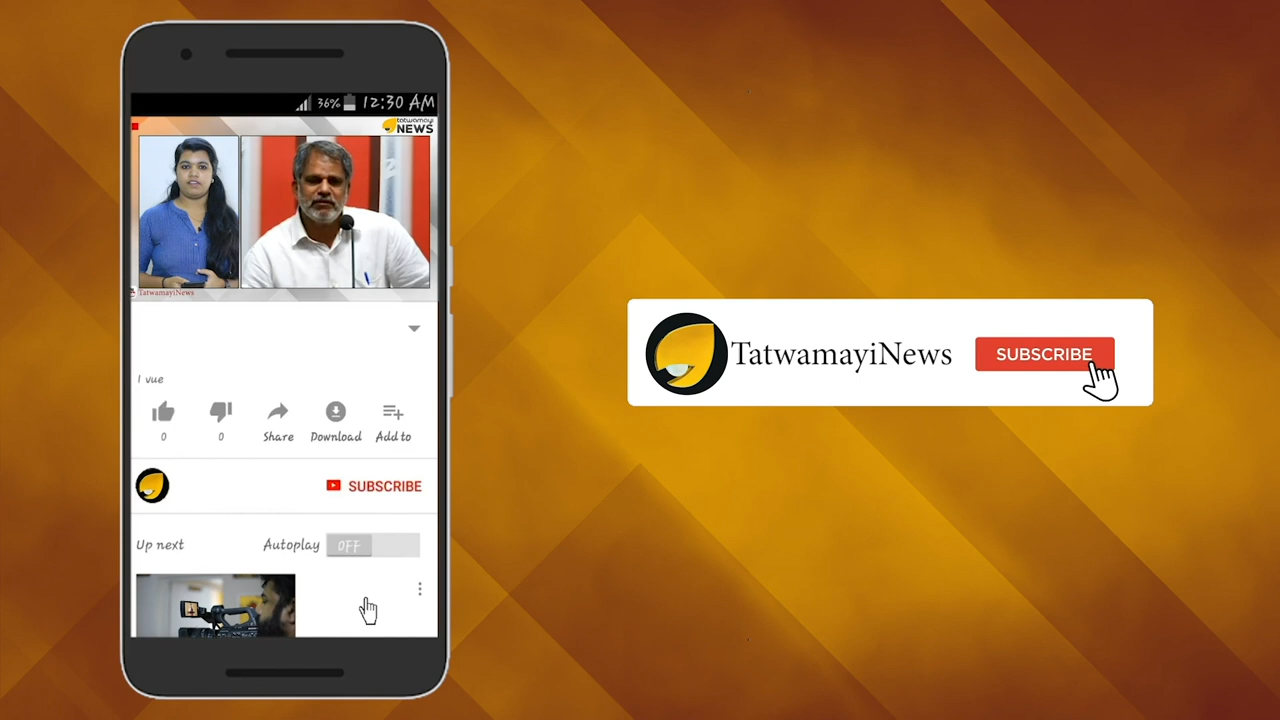 36% 12:30 AM
tatwamayi
NEWS
TatwamayiNews
1 vue
0
0
Share
Download
Add to
SUBSCRIBE
Up next
Autoplay
OFF
TatwamayiNews
SUBSCRIBE